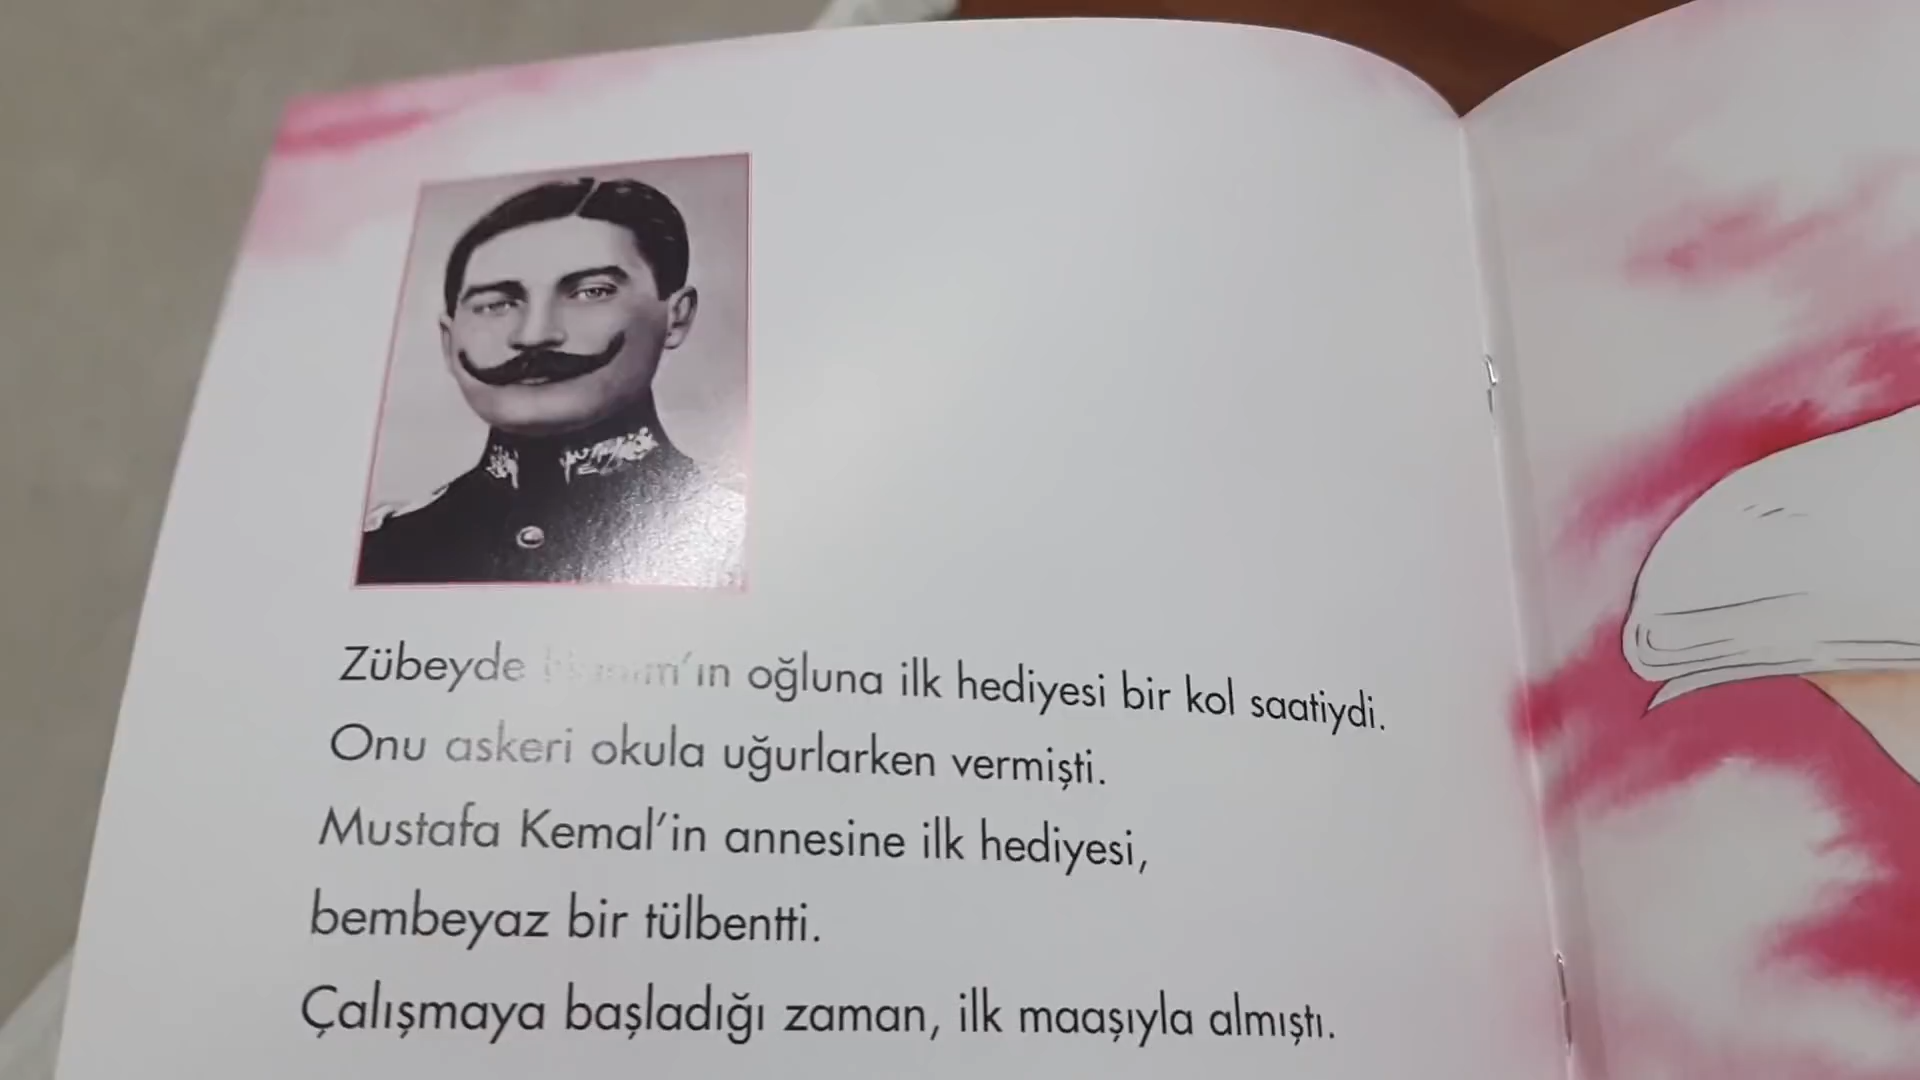 Zübeyde Hanım'ın oğluna ilk hediyesi bir kol saatiydi.
Onu askeri okula uğurlarken vermişti.
Mustafa Kemal'in annesine ilk hediyesi,
bembeyaz bir tülbentti.
Çalışmaya başladığı zaman, ilk maaşıyla almıştı.